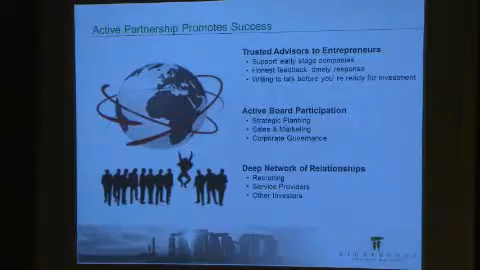 Active Partnership Promotes Success
Trusted Advisors to Entrepreneurs
• Support early stage companies
• Honest feedback, timely response
• Willing to talk before you're ready for investment
Active Board Participation
• Strategic Planning
• Sales & Marketing
• Corporate Governance
Deep Network of Relationships
• Recruiting
• Service Providers
• Other Investors